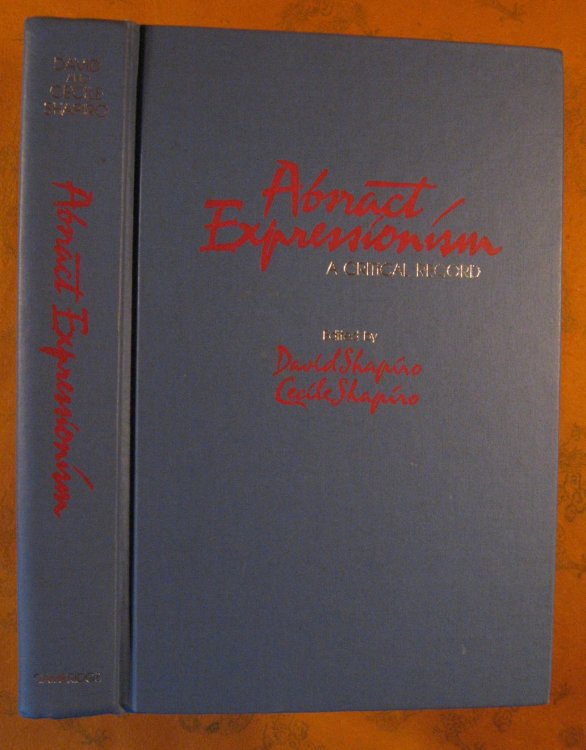 DAVID
AND
CECILE
SHAPIRO
Abstract Expressionism
CAMBRIDGE
Abstract
Expressionism
A CRITICAL RECORD
Edited by
David Shapiro
Cecile Shapiro